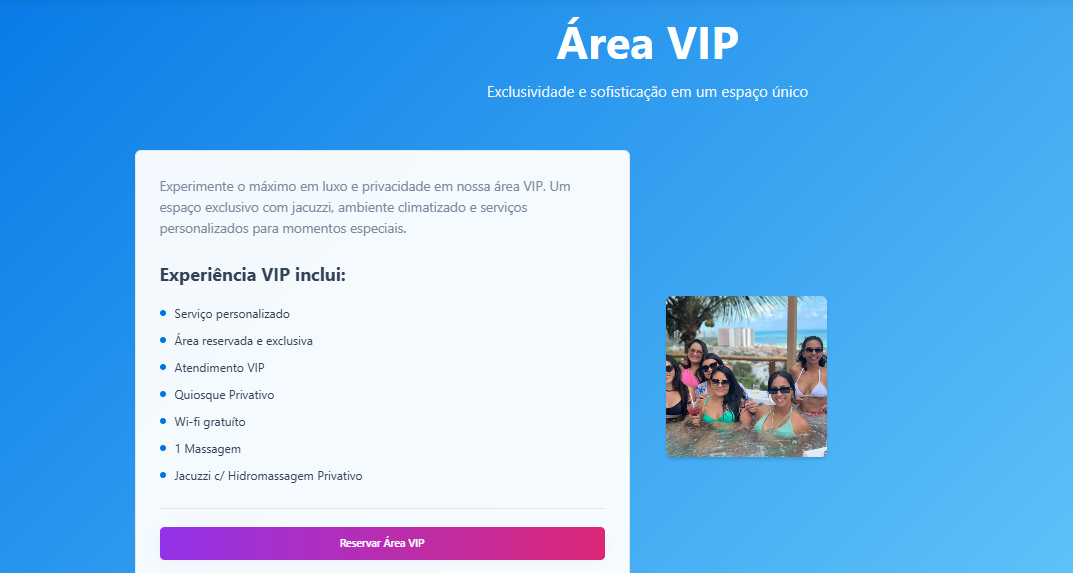 Área VIP
Exclusividade e sofisticação em um espaço único
Experimente o máximo em luxo e privacidade em nossa área VIP. Um
espaço exclusivo com jacuzzi, ambiente climatizado e serviços
personalizados para momentos especiais.
Experiência VIP inclui:
Serviço personalizado
Área reservada e exclusiva
Atendimento VIP
Quiosque Privativo
Wi-fi gratuíto
1 Massagem
Jacuzzi c/ Hidromassagem Privativo
Reservar Área VIP